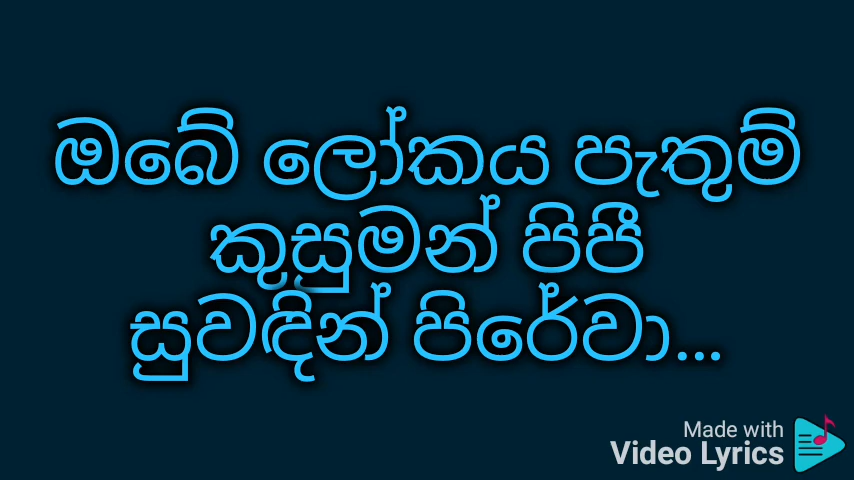 ඔබේ ලෝකය පැතුම්
කුසුමන් පිපී
සුවඳින් පිරේවා...
Made with
Video Lyrics